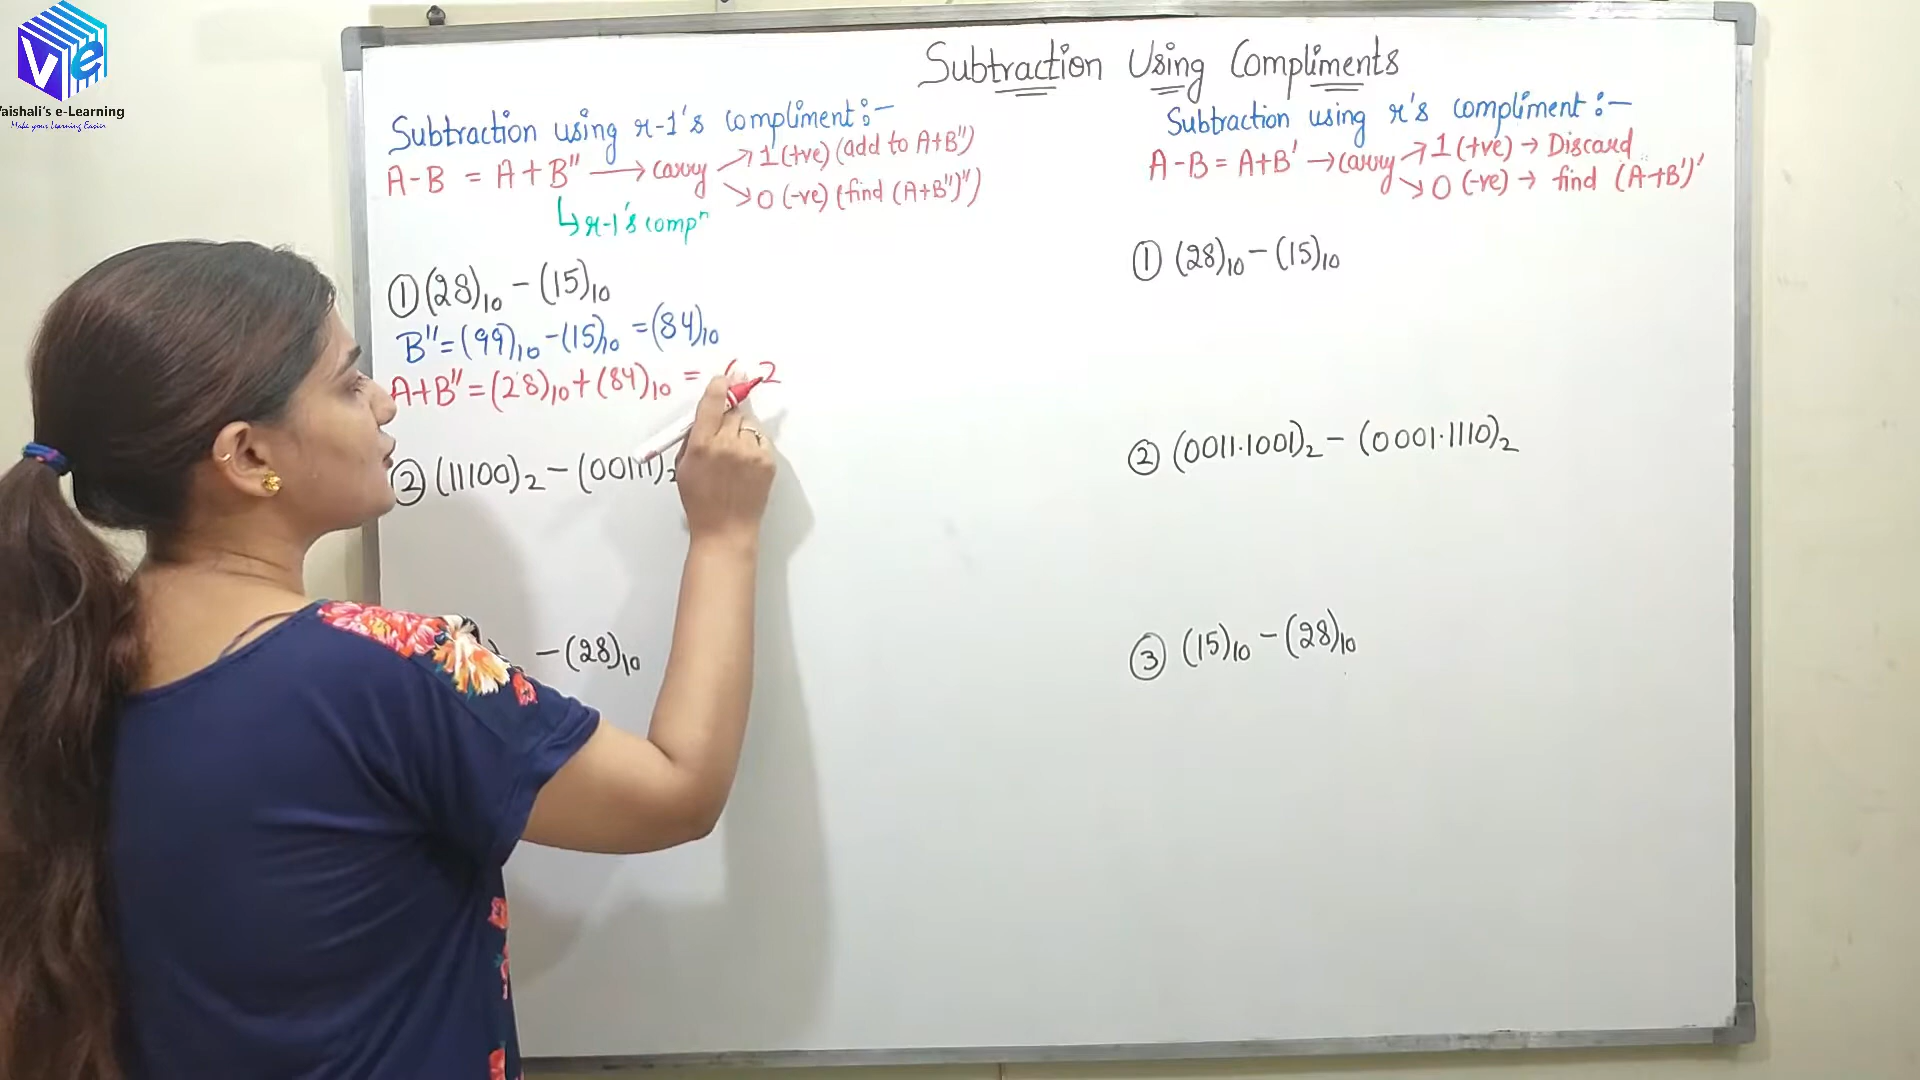 Vaishali's e-Learning
Make your Learning Easier
Subtraction Using Compliments
Subtraction using r-1's compliment :-
A-B = A+B'' → carry → 1 (+ve) (add to A+B'')
→ 0 (-ve) (find (A+B'')'')
↳ r-1's compⁿ
① (28)₁₀ - (15)₁₀
B'' = (99)₁₀ - (15)₁₀ = (84)₁₀
A+B'' = (28)₁₀ + (84)₁₀ = ( 2
② (11100)₂ - (00111)₂
- (28)₁₀
Subtraction using r's compliment :-
A-B = A+B' → carry → 1 (+ve) → Discard
→ 0 (-ve) → find (A+B')'
① (28)₁₀ - (15)₁₀
② (0011.1001)₂ - (0001.1110)₂
③ (15)₁₀ - (28)₁₀